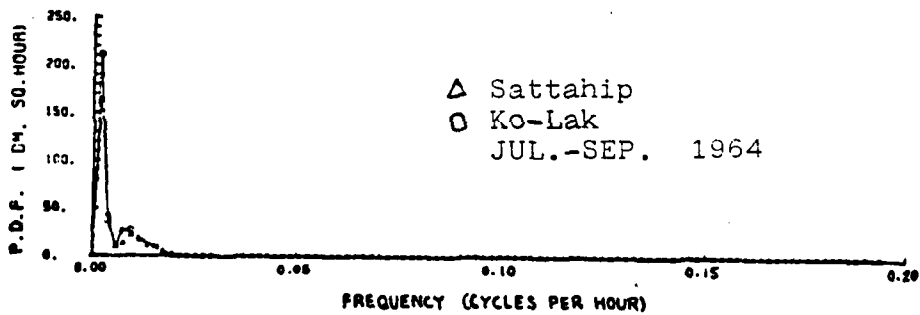 P.D.F. ( DM. SQ.HOUR)
250.
200.
150.
100.
50.
0.
△ Sattahip
O Ko-Lak
JUL.-SEP. 1964
0.00 0.05 0.10 0.15 0.20
FREQUENCY (CYCLES PER HOUR)